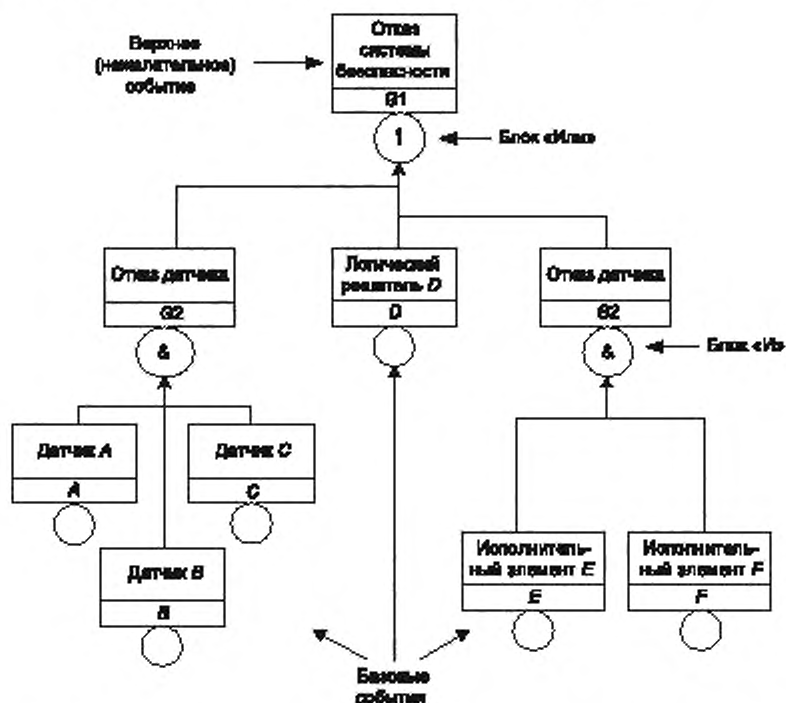 Отказ
системы
безопасности
G1
Верхнее
(нежелательное)
событие
1
Блок «Или»
Отказ датчика
G2
&
Логический
решатель D
D
Отказ датчика
G2
&
Блок «И»
Датчик A
A
Датчик C
C
Датчик B
B
Исполнитель-
ный элемент E
E
Исполнитель-
ный элемент F
F
Базовые
события